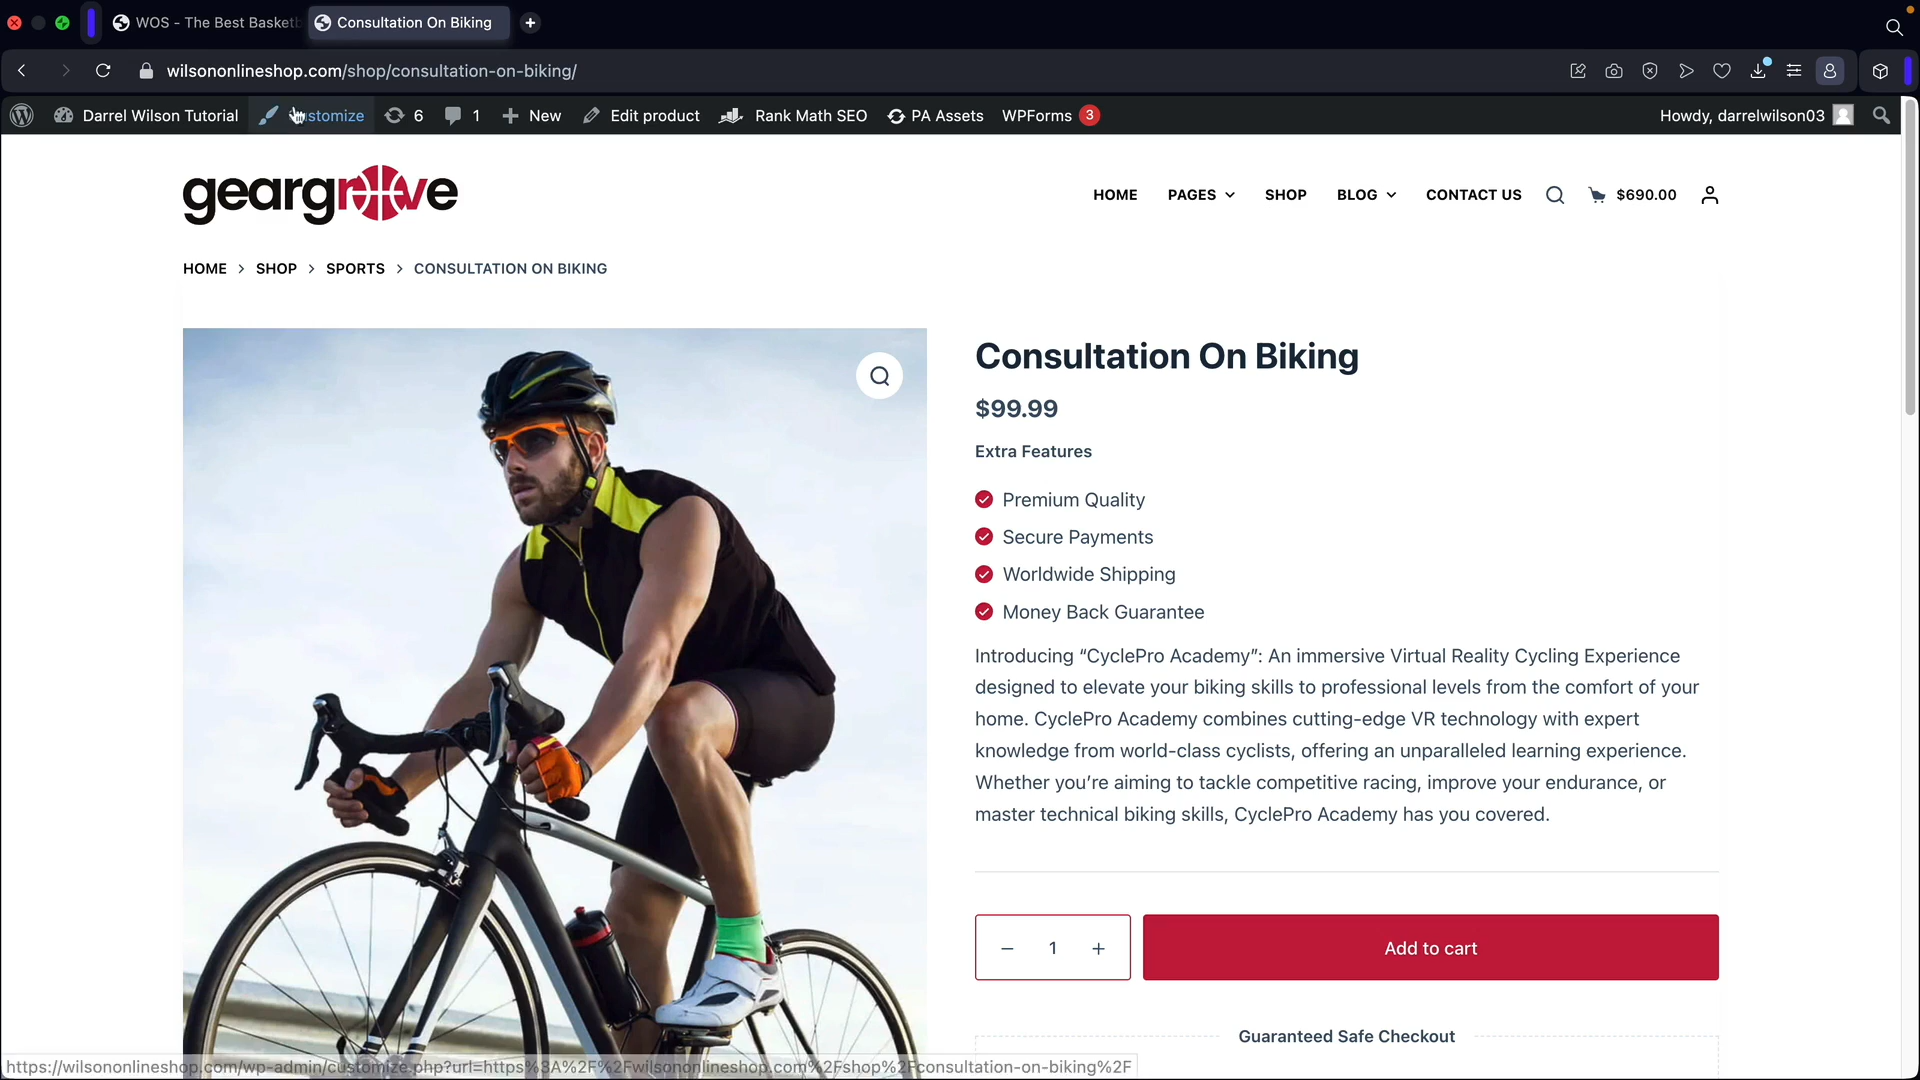 WOS - The Best Basketb
Consultation On Biking
wilsononlineshop.com/shop/consultation-on-biking/
Darrel Wilson Tutorial
6
1
New
Edit product
Rank Math SEO
PA Assets
WPForms 3
Howdy, darrelwilson03
HOME
PAGES
SHOP
BLOG
CONTACT US
$690.00
HOME > SHOP > SPORTS > CONSULTATION ON BIKING
Consultation On Biking
$99.99
Extra Features
Premium Quality
Secure Payments
Worldwide Shipping
Money Back Guarantee
Introducing “CyclePro Academy”: An immersive Virtual Reality Cycling Experience
designed to elevate your biking skills to professional levels from the comfort of your
home. CyclePro Academy combines cutting-edge VR technology with expert
knowledge from world-class cyclists, offering an unparalleled learning experience.
Whether you’re aiming to tackle competitive racing, improve your endurance, or
master technical biking skills, CyclePro Academy has you covered.
− 1 +
Add to cart
Guaranteed Safe Checkout
https://wilsononlineshop.com/wp-admin/customize.php?url=https%3A%2F%2Fwilsononlineshop.com%2Fshop%2Fconsultation-on-biking%2F